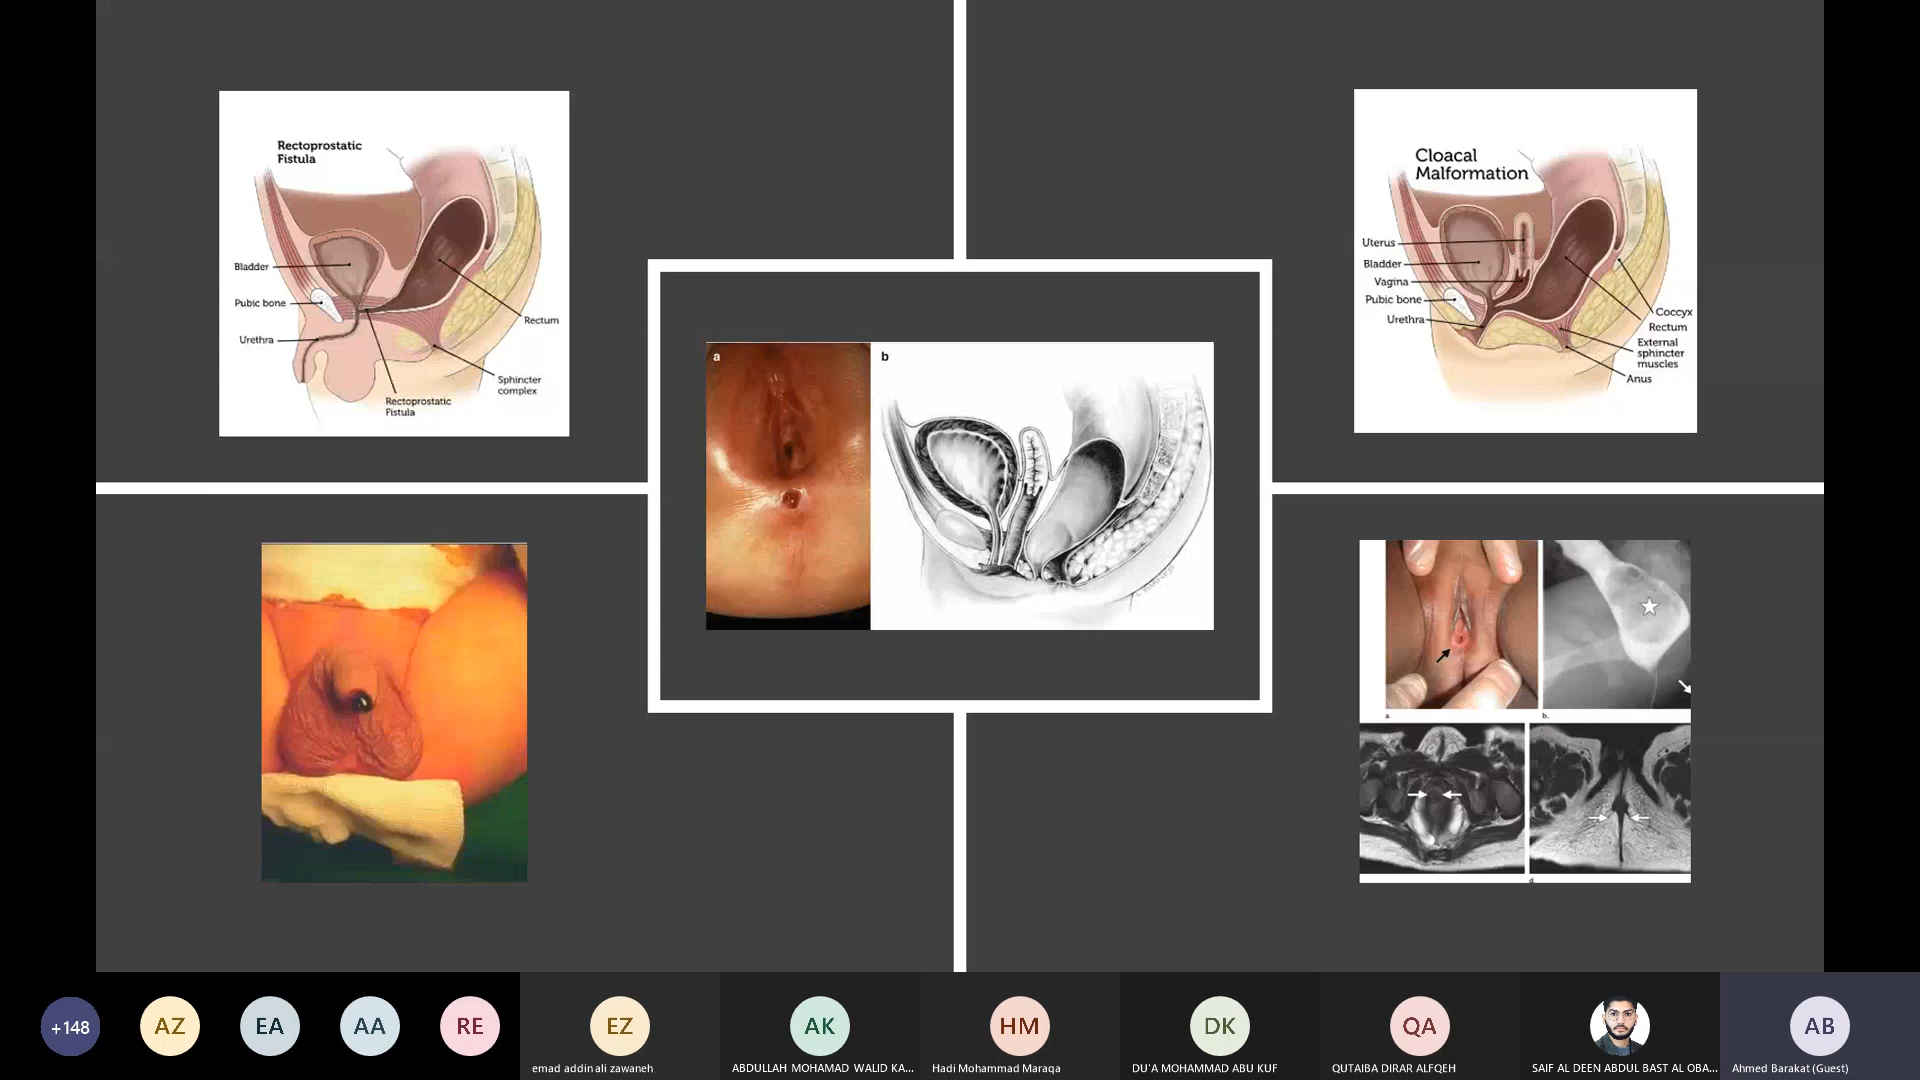 Rectoprostatic
Fistula
Bladder
Pubic bone
Urethra
Rectum
Sphincter
complex
Rectoprostatic
Fistula
Cloacal
Malformation
Uterus
Bladder
Vagina
Pubic bone
Urethra
Coccyx
Rectum
External
sphincter
muscles
Anus
a
b
a.
b.
d
+148
AZ
EA
AA
RE
EZ
AK
HM
DK
QA
AB
emad addin ali zawaneh
ABDULLAH MOHAMAD WALID KA...
Hadi Mohammad Maraqa
DU'A MOHAMMAD ABU KUF
QUTAIBA DIRAR ALFQEH
SAIF AL DEEN ABDUL BAST AL OBA...
Ahmed Barakat (Guest)